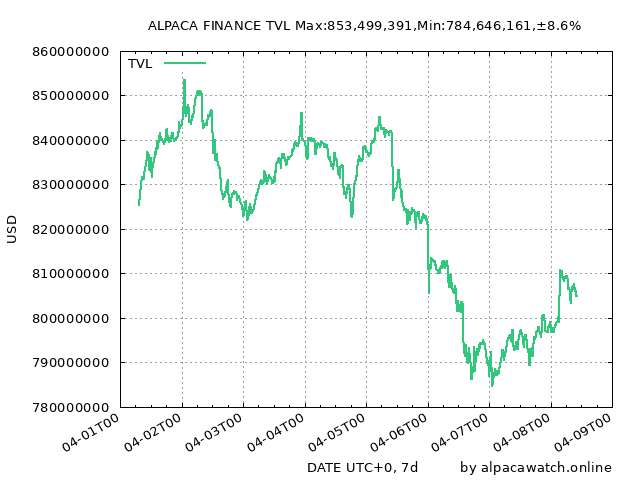 ALPACA FINANCE TVL Max:853,499,391,Min:784,646,161,±8.6%
860000000
TVL
850000000
840000000
830000000
820000000
810000000
800000000
790000000
780000000
USD
04-01T00
04-02T00
04-03T00
04-04T00
04-05T00
04-06T00
04-07T00
04-08T00
04-09T00
DATE UTC+0, 7d
by alpacawatch.online